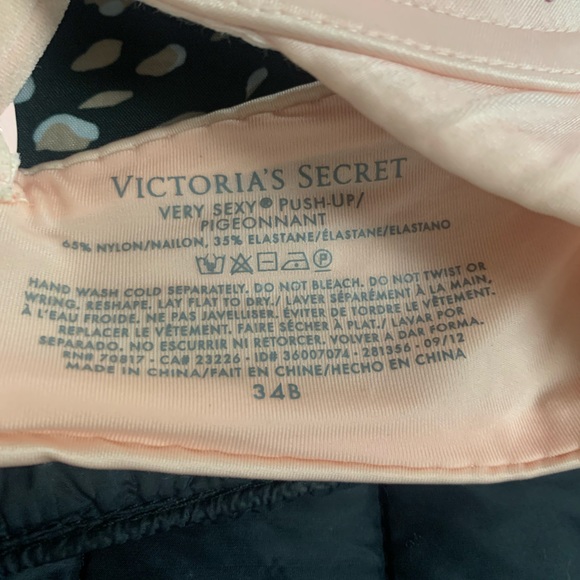 VICTORIA'S SECRET
VERY SEXY® PUSH-UP/
PIGEONNANT
65% NYLON/NAILON, 35% ELASTANE/ÉLASTANE/ELASTANO
HAND WASH COLD SEPARATELY. DO NOT BLEACH. DO NOT TWIST OR
WRING. RESHAPE, LAY FLAT TO DRY./ LAVER SÉPARÉMENT À LA MAIN,
À L'EAU FROIDE. NE PAS JAVELLISER. ÉVITER DE TORDRE LE VÊTEMENT.
REPLACER LE VÊTEMENT. FAIRE SÉCHER À PLAT./ LAVAR POR
SEPARADO. NO ESCURRIR NI RETORCER. VOLVER A DAR FORMA.
RN# 70817 - CA# 23226 - ID# 36007074 - 281356 - 09/12
MADE IN CHINA/FAIT EN CHINE/HECHO EN CHINA
34B